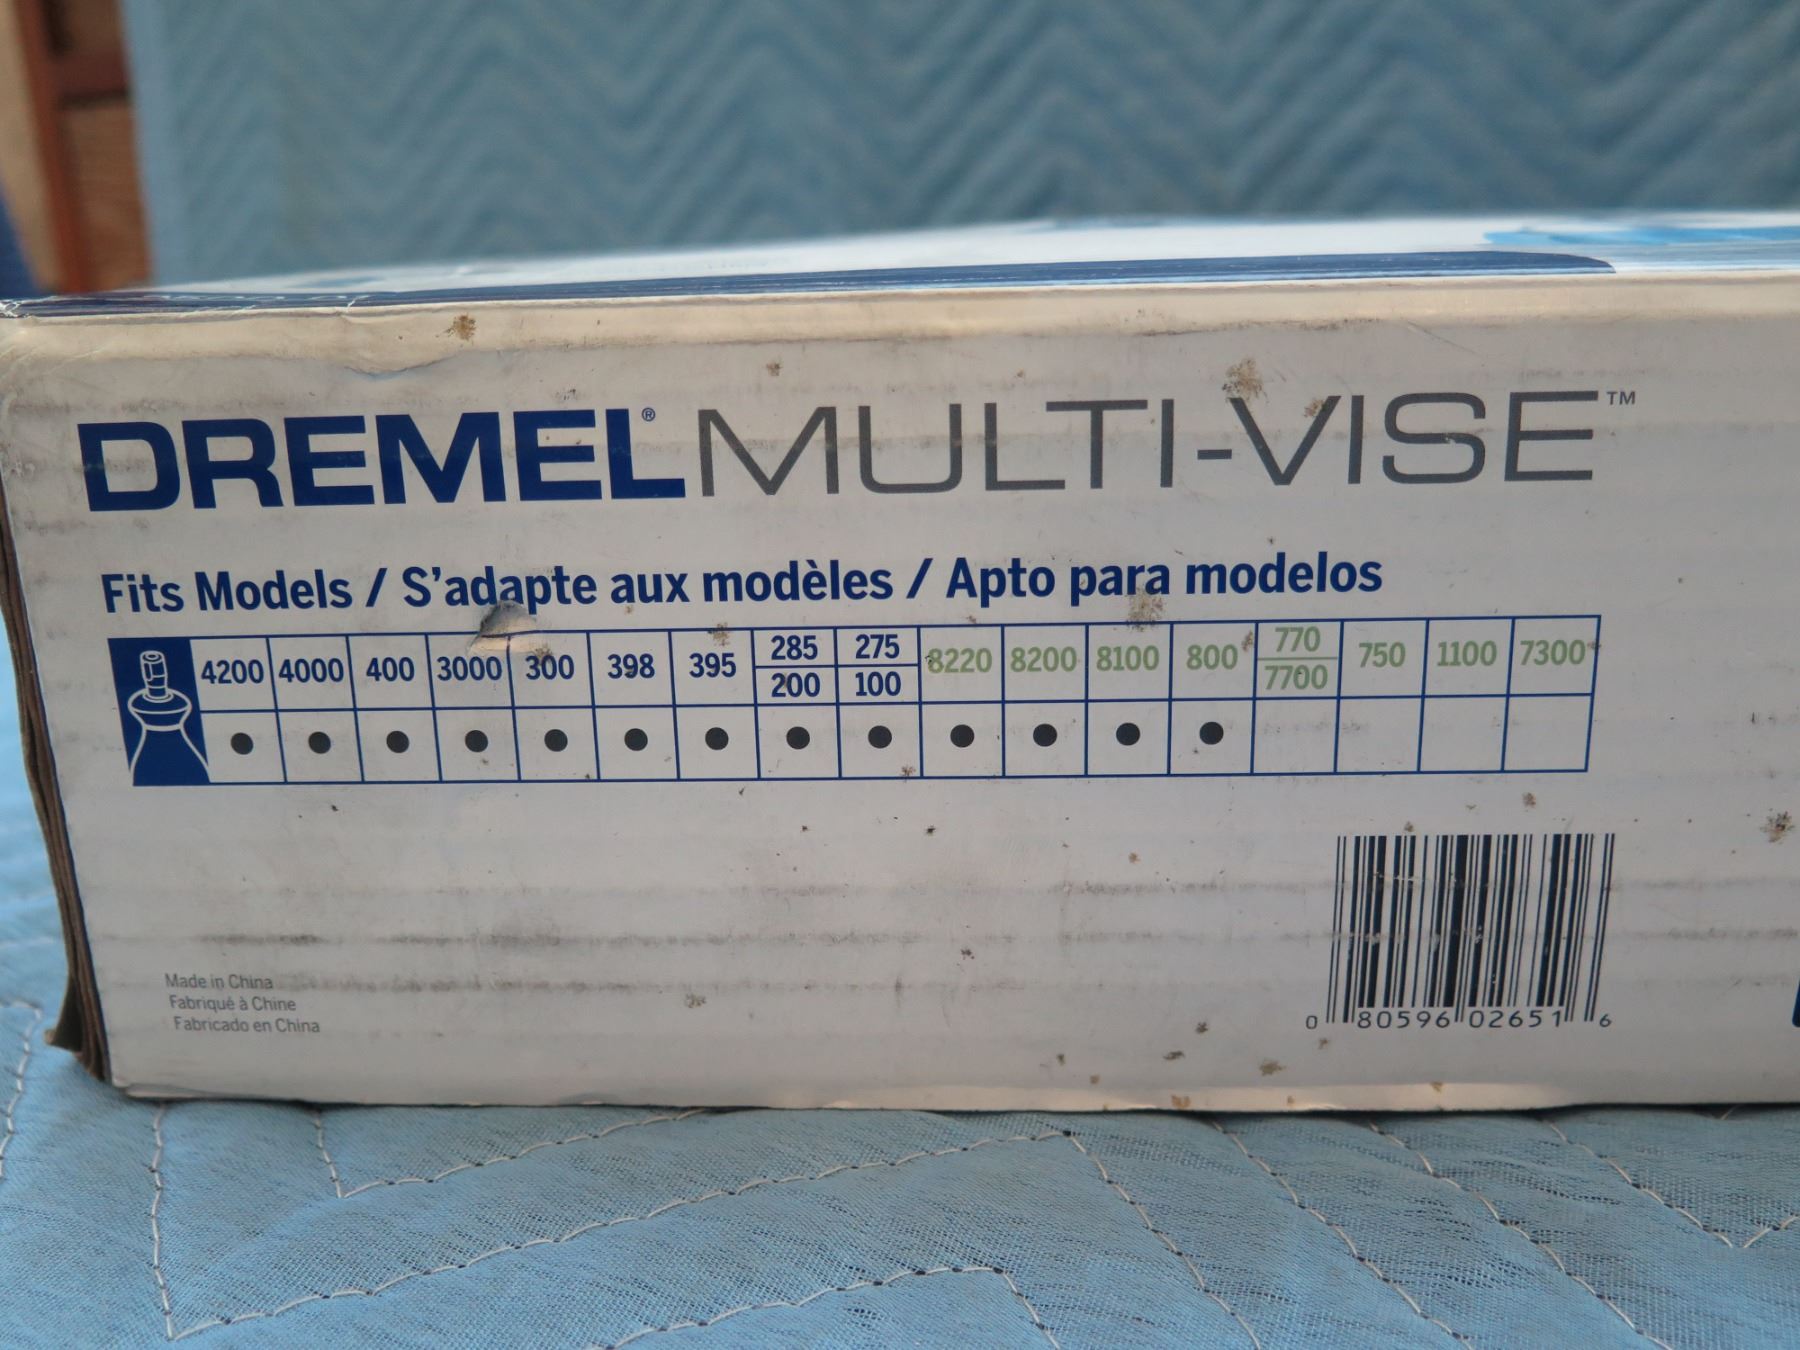 DREMEL® MULTI-VISE™
Fits Models / S'adapte aux modèles / Apto para modelos
4200 4000 400 3000 300 398 395 285 275 8220 8200 8100 800 770 750 1100 7300
200 100 7700
● ● ● ● ● ● ● ● ● ● ● ● ●
Made in China
Fabriqué à Chine
Fabricado en China
0 80596 02651 6